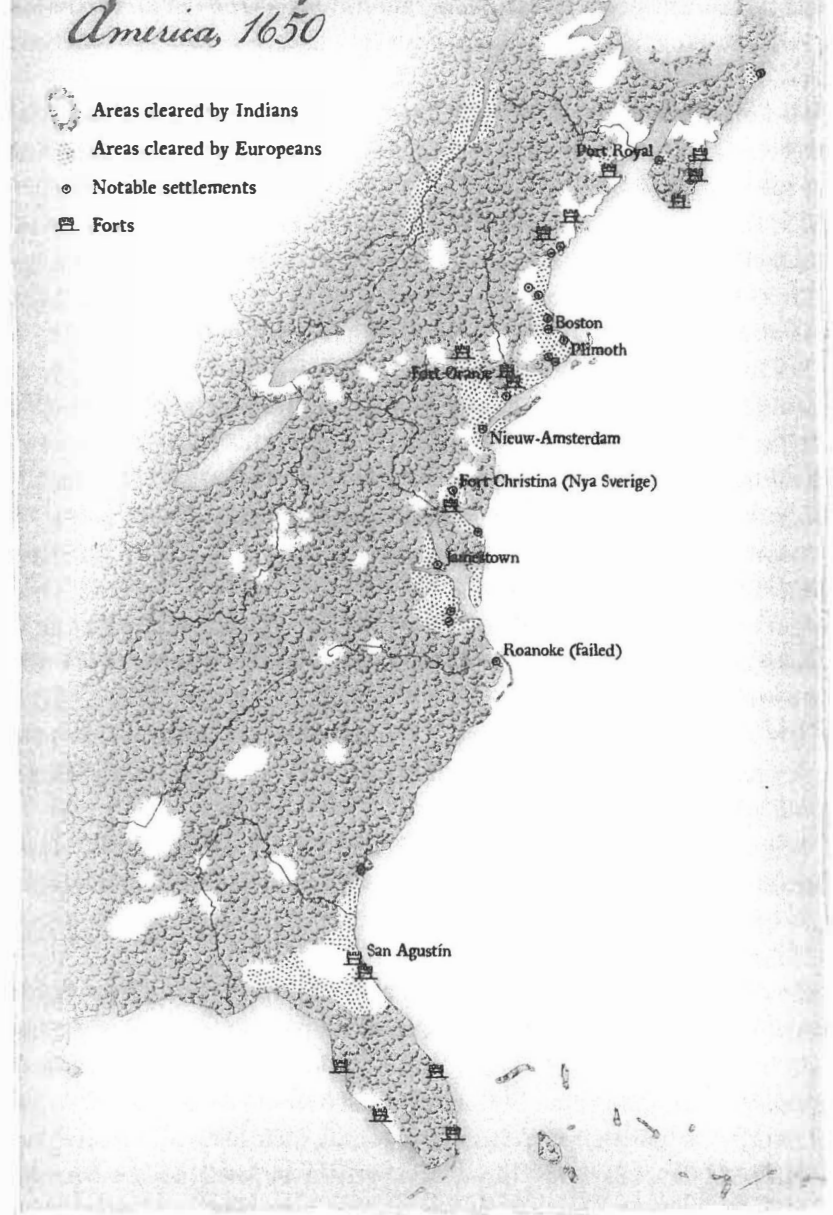 America, 1650
Areas cleared by Indians
Areas cleared by Europeans
Notable settlements
Forts
Port Royal
Boston
Plimoth
Fort Oranje
Nieuw-Amsterdam
Fort Christina (Nya Sverige)
Jamestown
Roanoke (failed)
San Agustín